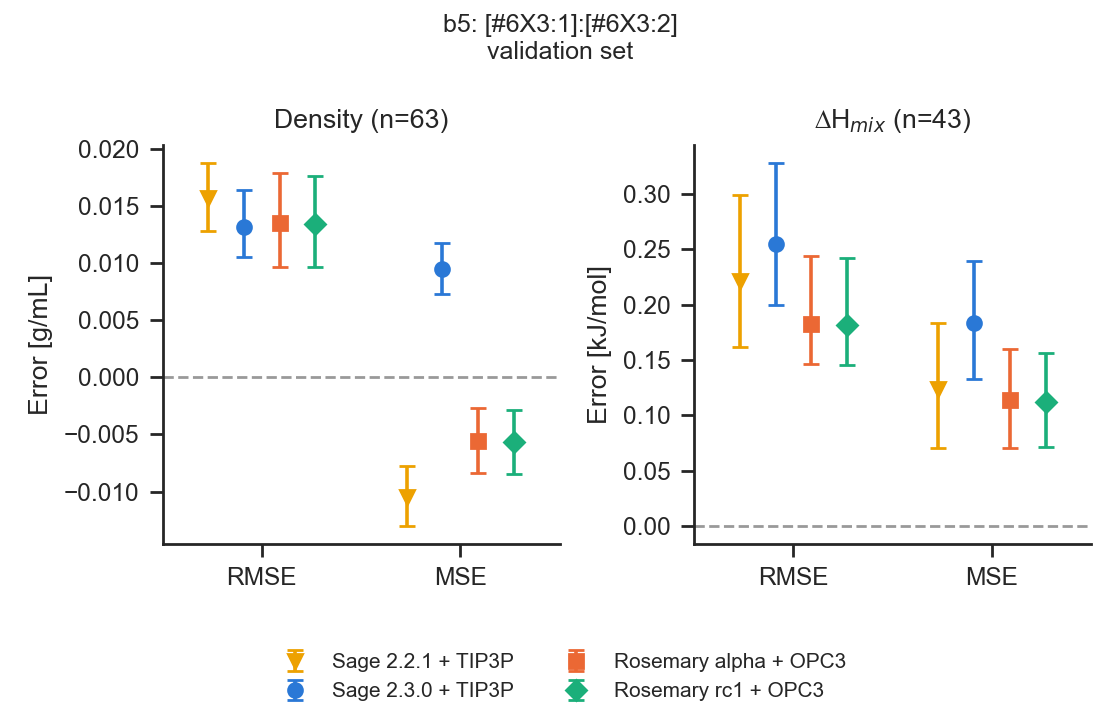 b5: [#6X3:1]:[#6X3:2]
validation set
Density (n=63)
0.020
0.015
0.010
0.005
0.000
−0.005
−0.010
Error [g/mL]
RMSE
MSE
ΔH_mix (n=43)
0.30
0.25
0.20
0.15
0.10
0.05
0.00
Error [kJ/mol]
RMSE
MSE
Sage 2.2.1 + TIP3P
Sage 2.3.0 + TIP3P
Rosemary alpha + OPC3
Rosemary rc1 + OPC3